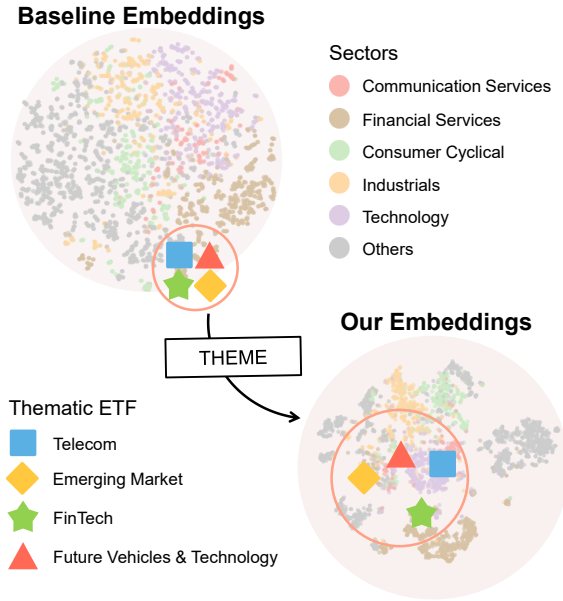 Baseline Embeddings
Sectors
Communication Services
Financial Services
Consumer Cyclical
Industrials
Technology
Others
THEME
Our Embeddings
Thematic ETF
Telecom
Emerging Market
FinTech
Future Vehicles & Technology